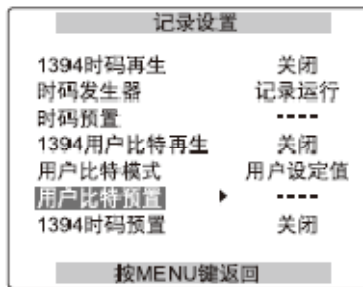 记录设置
1394时码再生 关闭
时码发生器 记录运行
时码预置 ----
1394用户比特再生 关闭
用户比特模式 用户设定值
用户比特预置 ▶ ----
1394时码预置 关闭
按MENU键返回